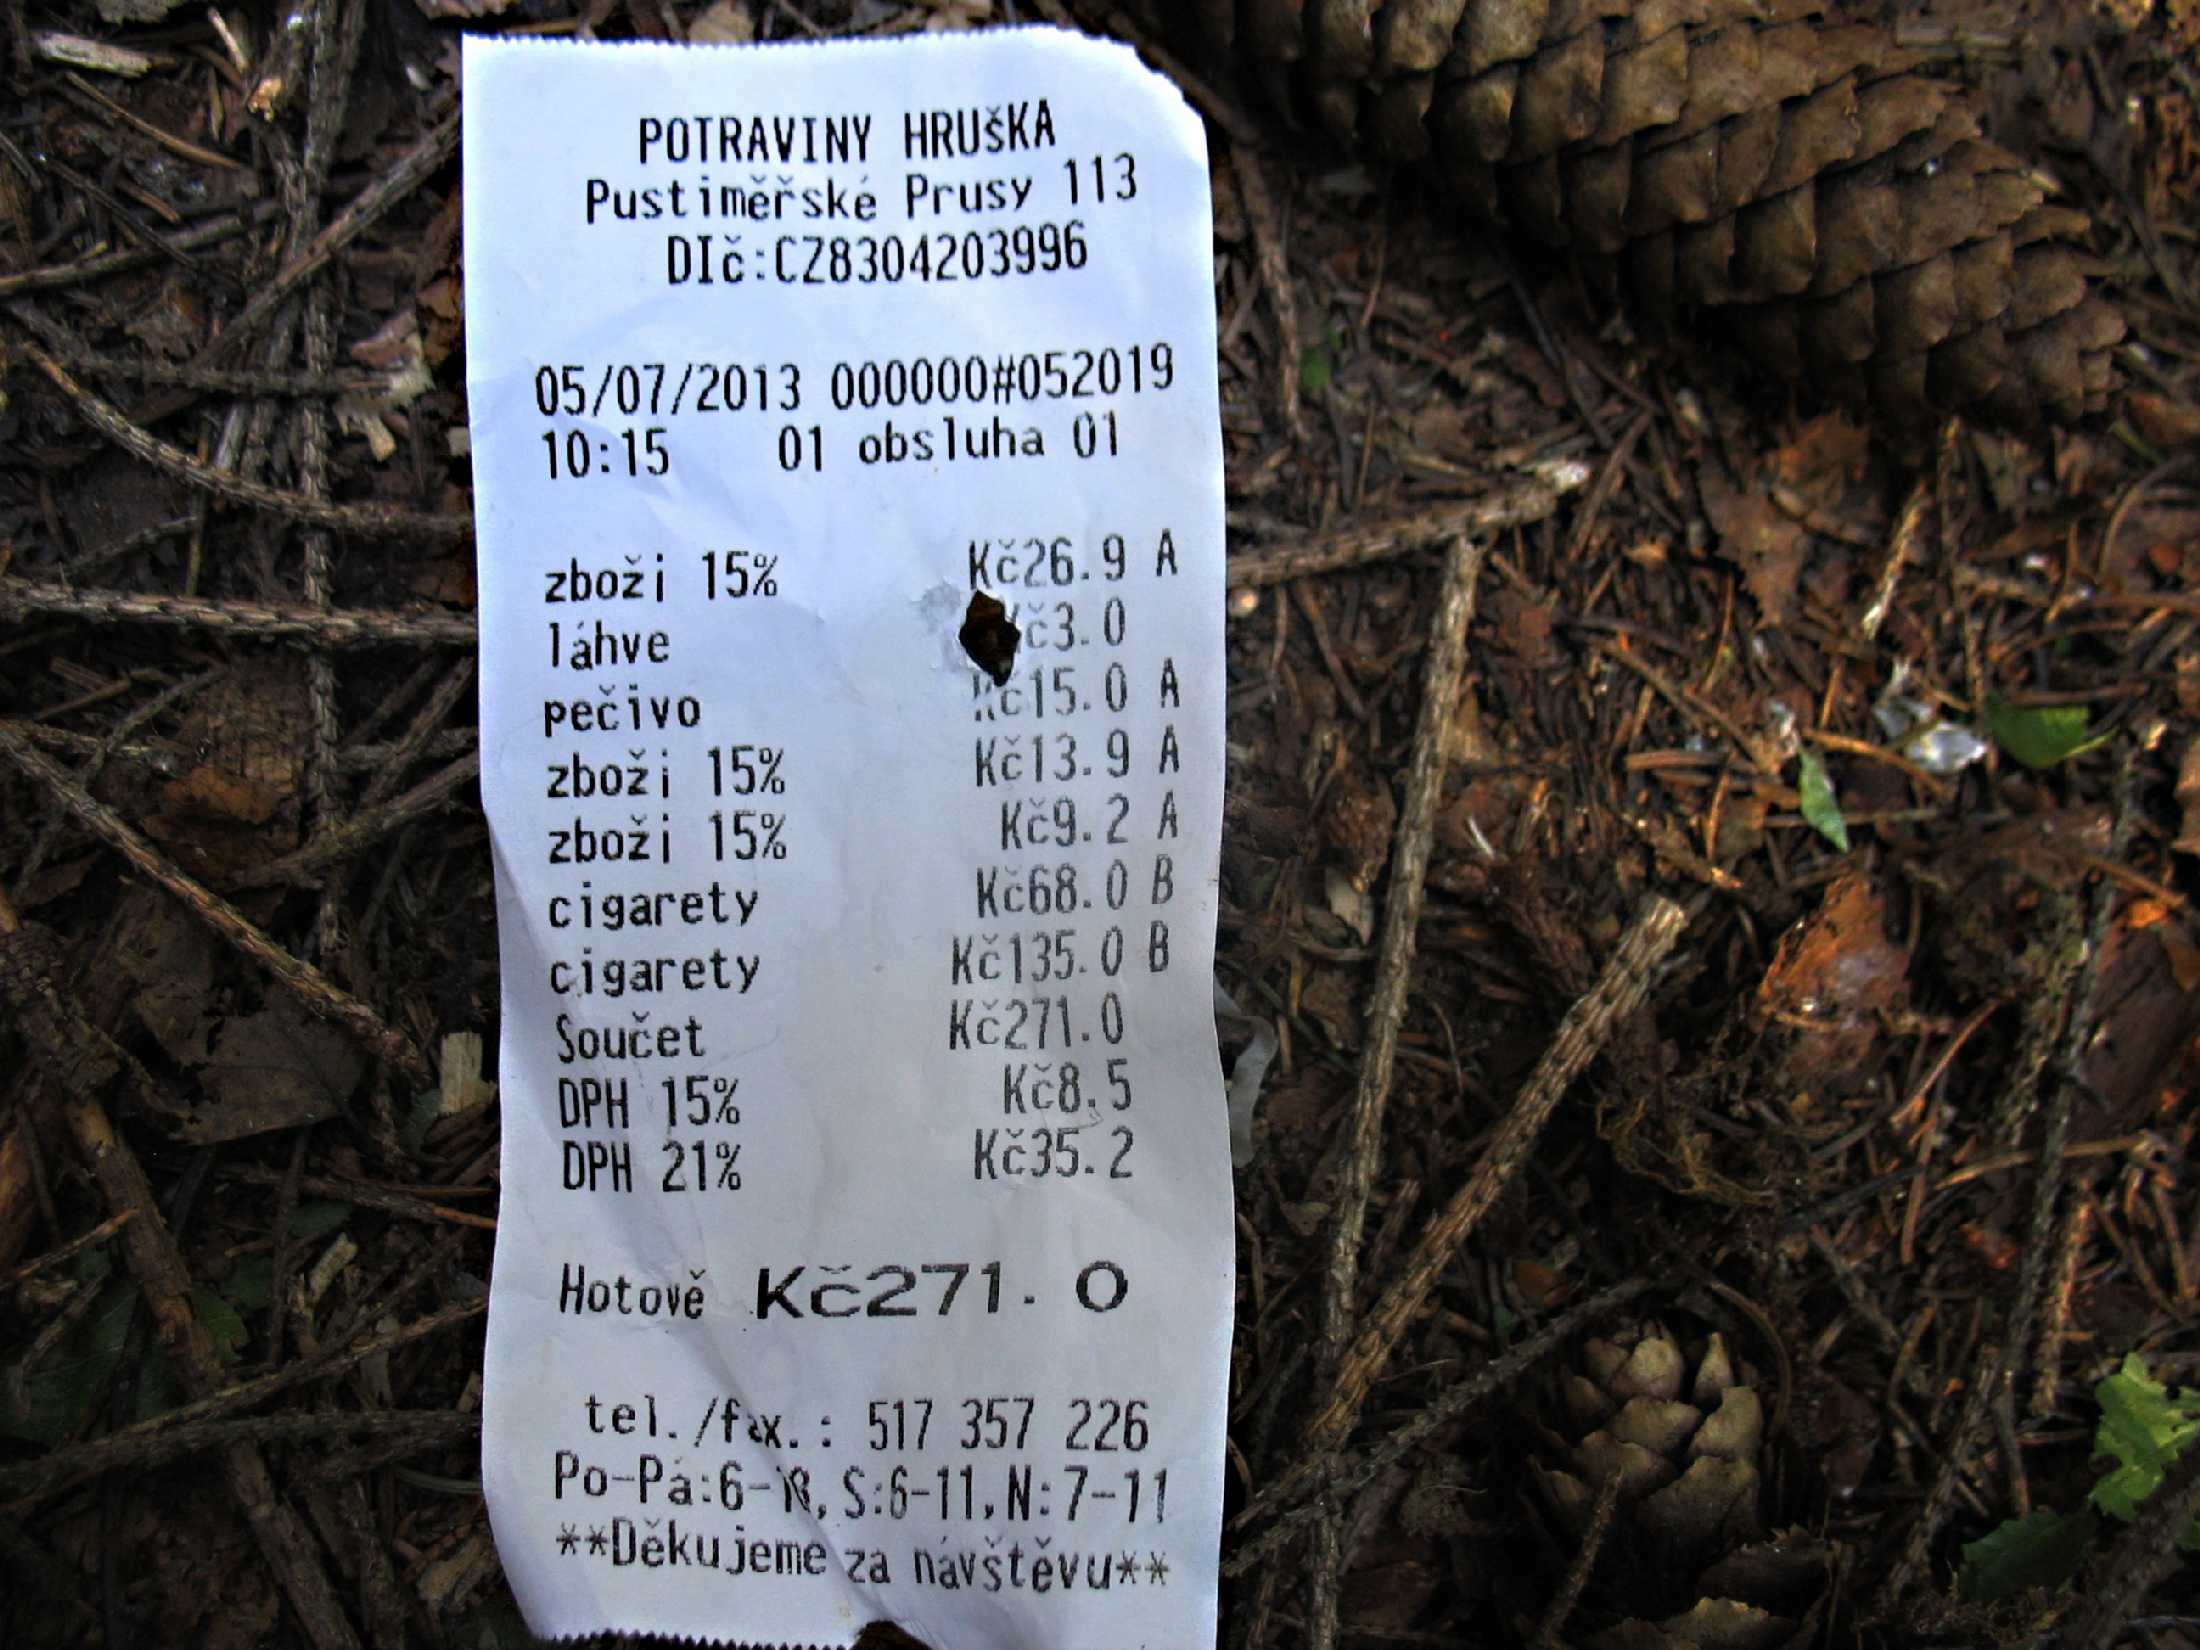 POTRAVINY HRUšKA
Pustiměřské Prusy 113
DIč:CZ8304203996
05/07/2013 000000#052019
10:15 01 obsluha 01
zboži 15% Kč26.9 A
láhve Kč3.0
pečivo Kč15.0 A
zboži 15% Kč13.9 A
zboži 15% Kč9.2 A
cigarety Kč68.0 B
cigarety Kč135.0 B
Součet Kč271.0
DPH 15% Kč8.5
DPH 21% Kč35.2
Hotově Kč271.0
tel./fax.: 517 357 226
Po-Pá:6-18,S:6-11,N:7-11
**Děkujeme za návštěvu**